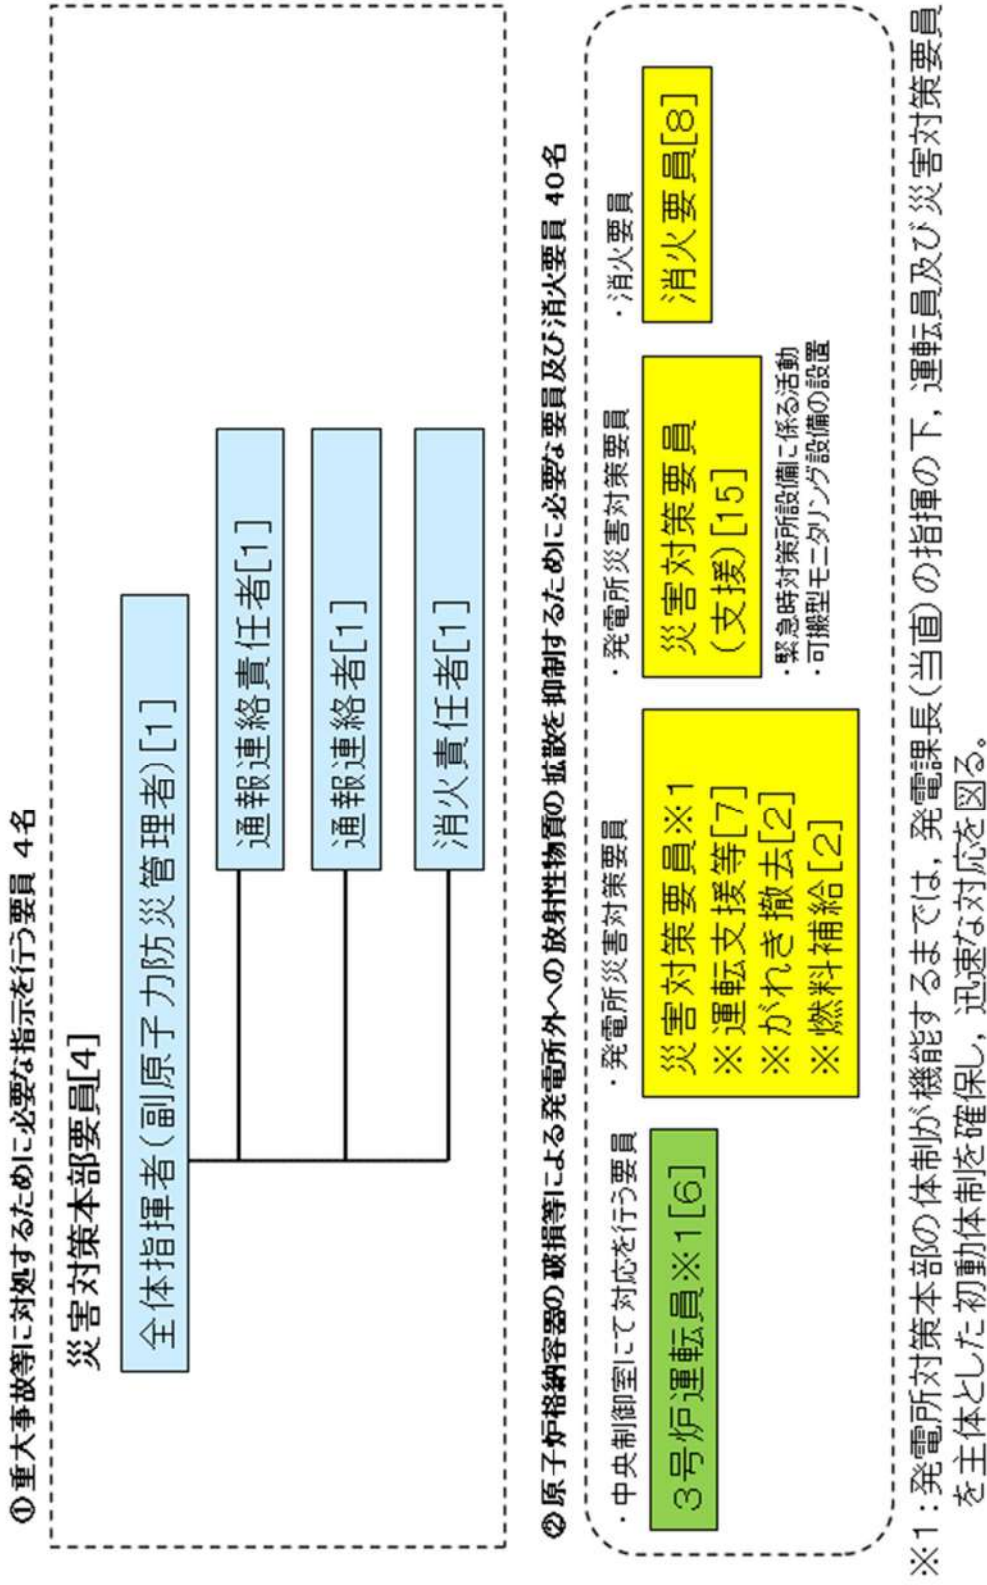 ①重大事故等に対処するために必要な指示を行う要員 4名
災害対策本部要員[4]
全体指揮者(副原子力防災管理者)[1]
通報連絡責任者[1]
通報連絡者[1]
消火責任者[1]
②原子炉格納容器の破損等による発電所外への放射性物質の拡散を抑制するために必要な要員及び消火要員 40名
・中央制御室にて対応を行う要員
3号炉運転員※1[6]
・発電所災害対策要員
災害対策要員※1
※運転支援等[7]
※がれき撤去[2]
※燃料補給[2]
・発電所災害対策要員
災害対策要員
(支援)[15]
・緊急時対策所設備に係る活動
・可搬型モニタリング設備の設置
・消火要員
消火要員[8]
※1：発電所対策本部の体制が機能するまでは，発電課長(当直)の指揮の下，運転員及び災害対策要員
を主体とした初動体制を確保し，迅速な対応を図る。